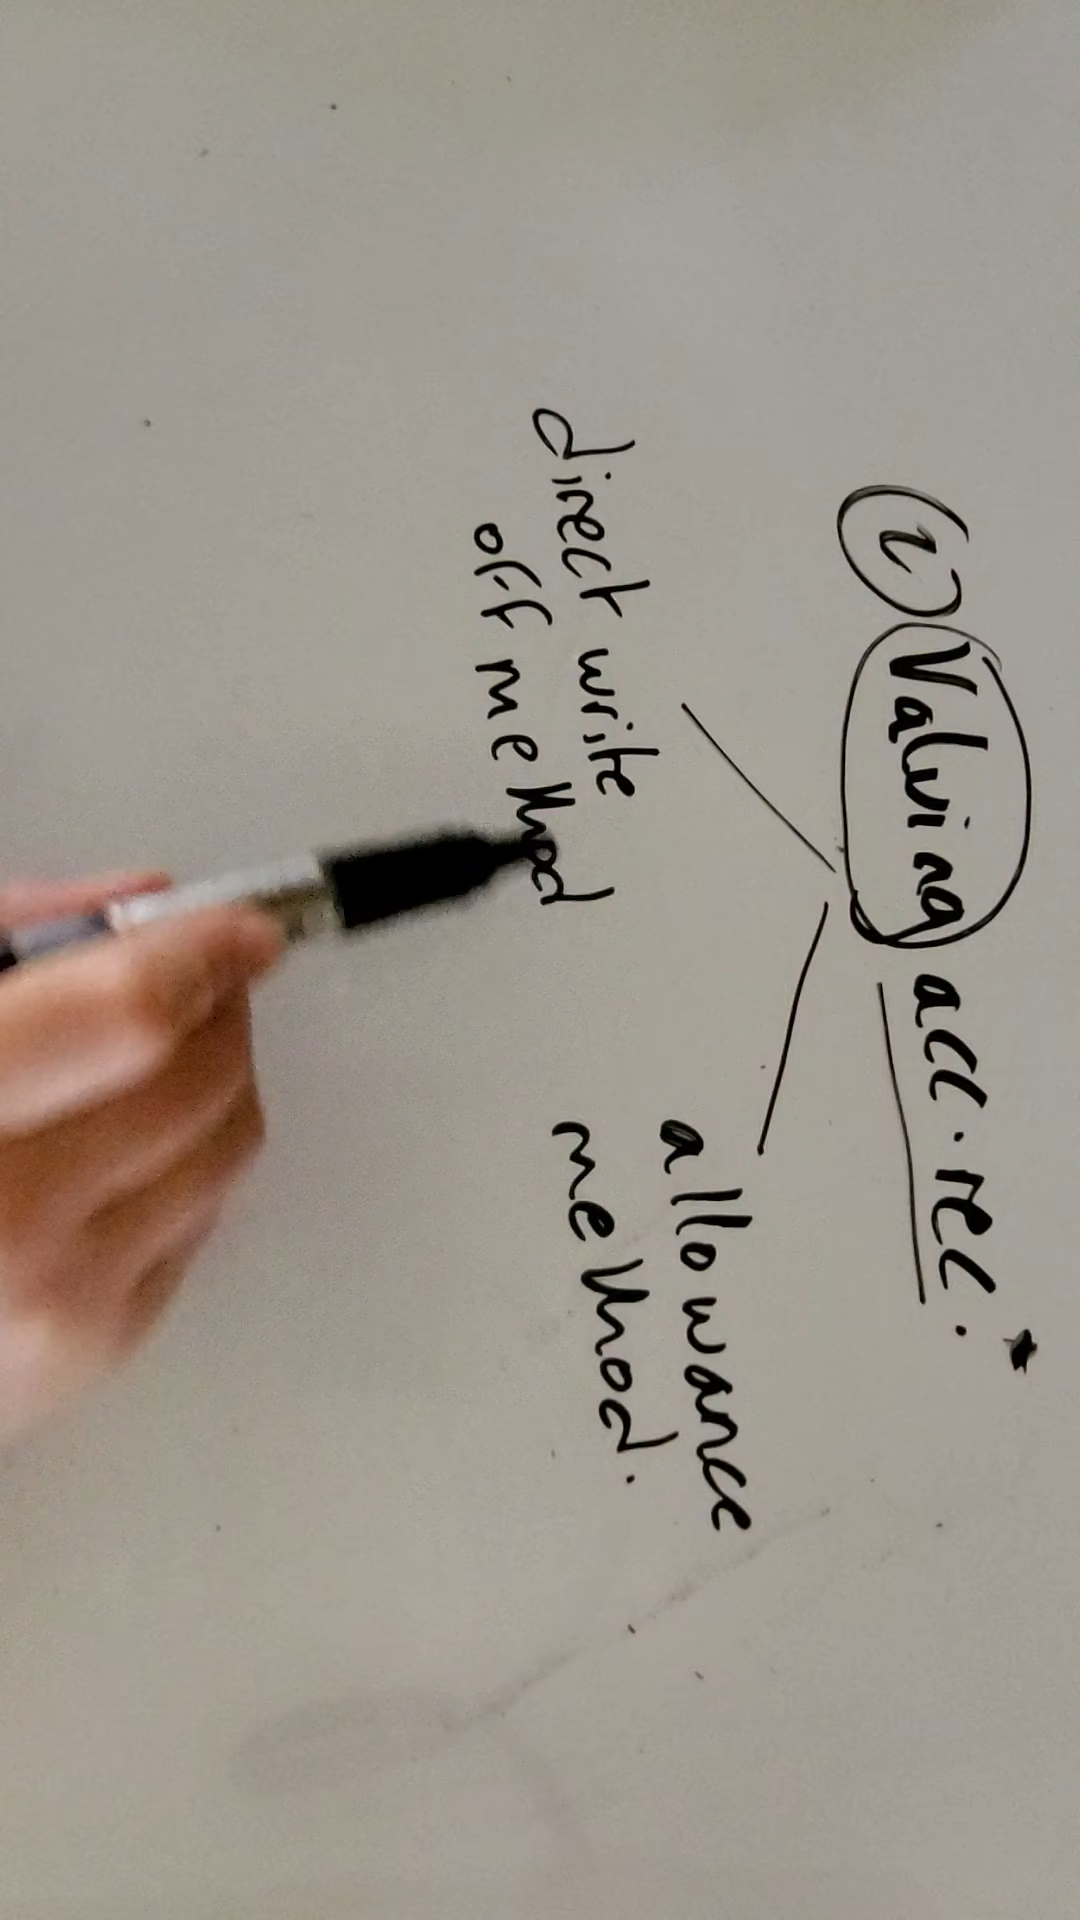 2 Valuing acc. rec.
direct write
off method
allowance
method.